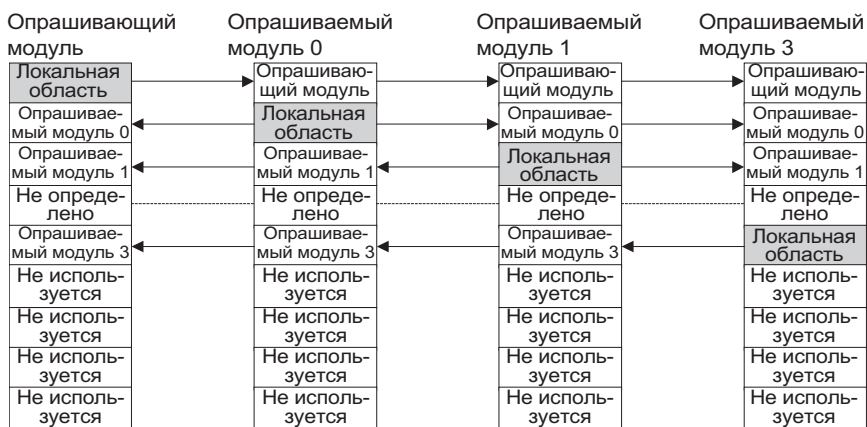 Опрашивающий Опрашиваемый Опрашиваемый Опрашиваемый
модуль модуль 0 модуль 1 модуль 3
Локальная Опрашиваю- Опрашиваю- Опрашиваю-
область щий модуль щий модуль щий модуль
Опрашивае- Локальная Опрашивае- Опрашивае-
мый модуль 0 область мый модуль 0 мый модуль 0
Опрашивае- Опрашивае- Локальная Опрашивае-
мый модуль 1 мый модуль 1 область мый модуль 1
Не опреде- Не опреде- Не опреде- Не опреде-
лено лено лено лено
Опрашивае- Опрашивае- Опрашивае- Локальная
мый модуль 3 мый модуль 3 мый модуль 3 область
Не исполь- Не исполь- Не исполь- Не исполь-
зуется зуется зуется зуется
Не исполь- Не исполь- Не исполь- Не исполь-
зуется зуется зуется зуется
Не исполь- Не исполь- Не исполь- Не исполь-
зуется зуется зуется зуется
Не исполь- Не исполь- Не исполь- Не исполь-
зуется зуется зуется зуется